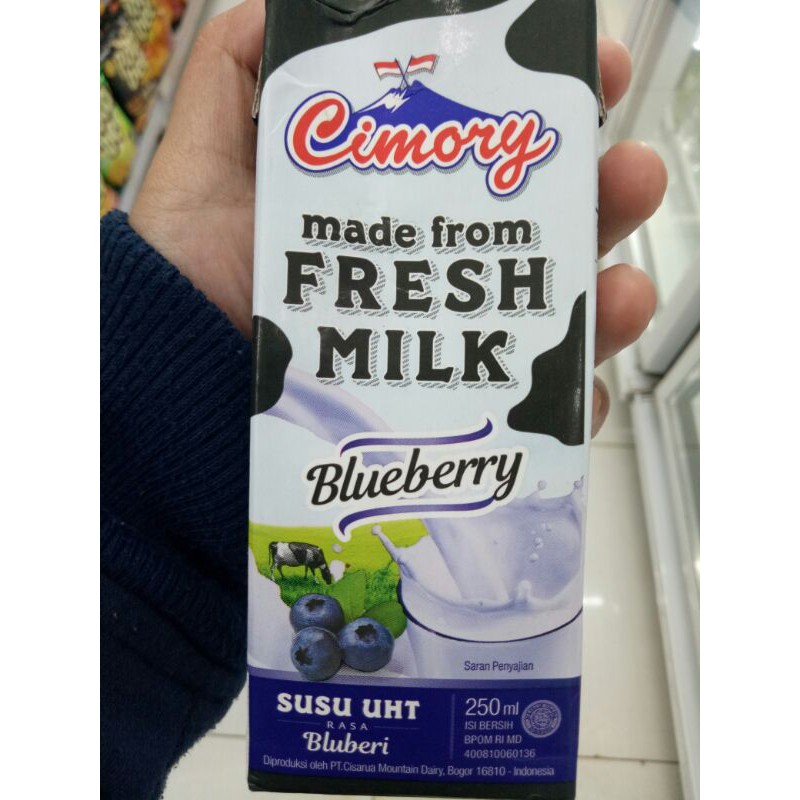 Cimory
made from
FRESH
MILK
Blueberry
Saran Penyajian
SUSU UHT
RASA
Bluberi
250 ml
ISI BERSIH
BPOM RI MD
400810060136
Diproduksi oleh PT.Cisarua Mountain Dairy, Bogor 16810 - Indonesia